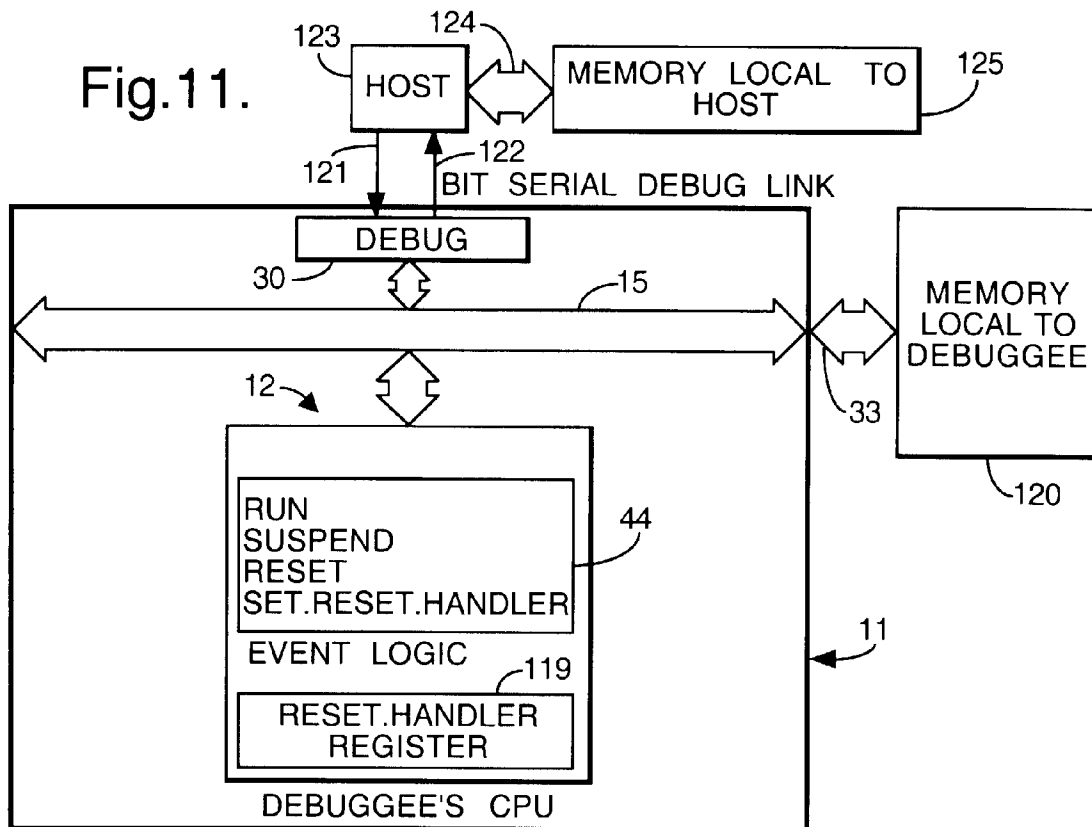 Fig.11.
123
HOST
124
MEMORY LOCAL TO
HOST
125
121
122
BIT SERIAL DEBUG LINK
DEBUG
30
15
MEMORY
LOCAL TO
DEBUGGEE
33
120
12
RUN
SUSPEND
RESET
SET.RESET.HANDLER
44
EVENT LOGIC
11
119
RESET.HANDLER
REGISTER
DEBUGGEE'S CPU